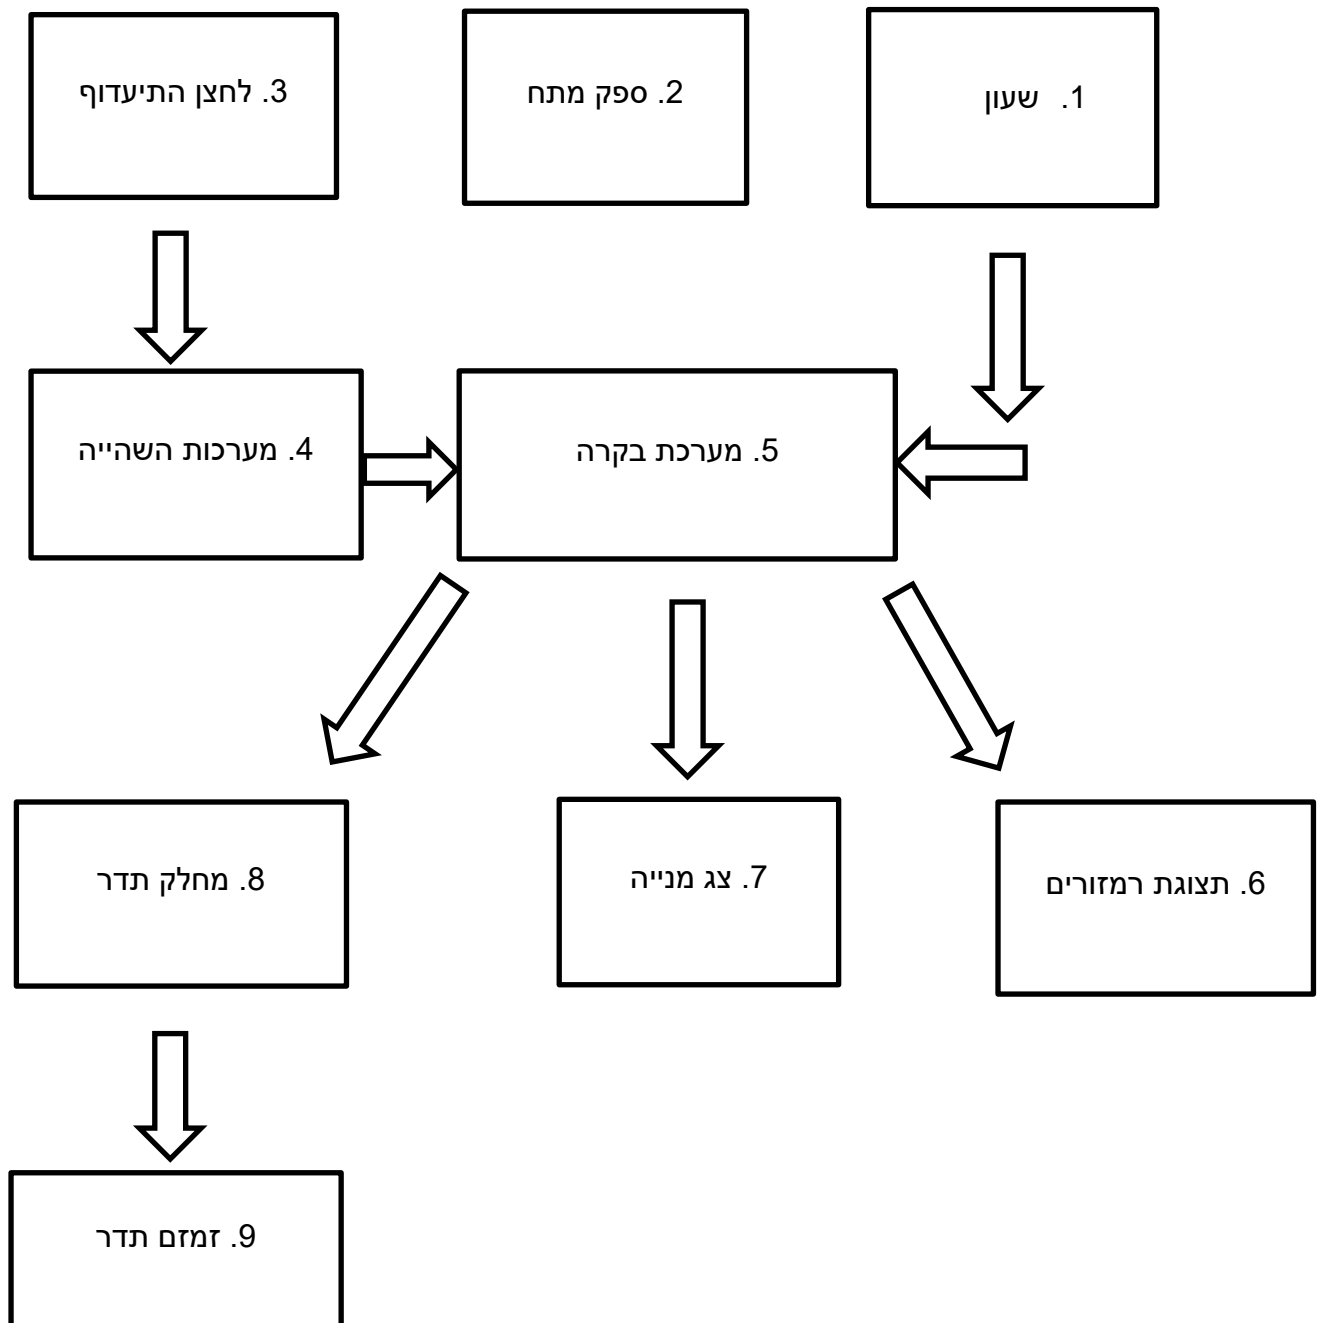 1. שעון
2. ספק מתח
3. לחצן התיעדוף
4. מערכות השהייה
5. מערכת בקרה
6. תצוגת רמזורים
7. צג מנייה
8. מחלק תדר
9. זמזם תדר